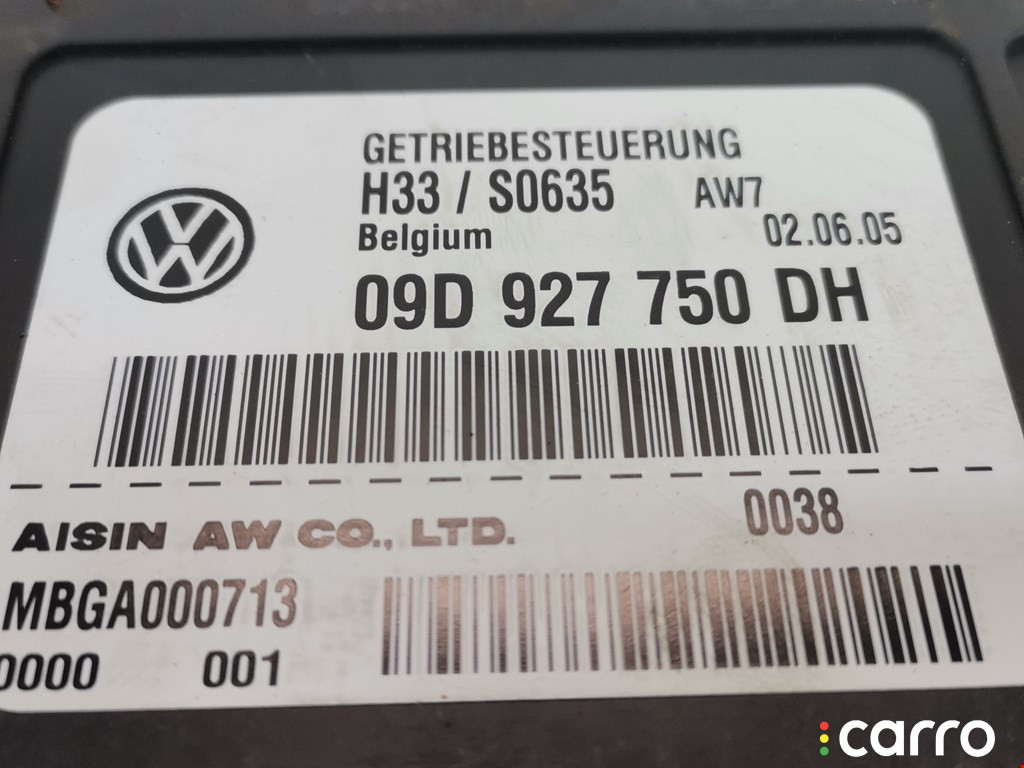 GETRIEBESTEUERUNG
H33 / S0635 AW7
Belgium 02.06.05
09D 927 750 DH
AISIN AW CO., LTD. 0038
MBGA000713
0000 001
carro